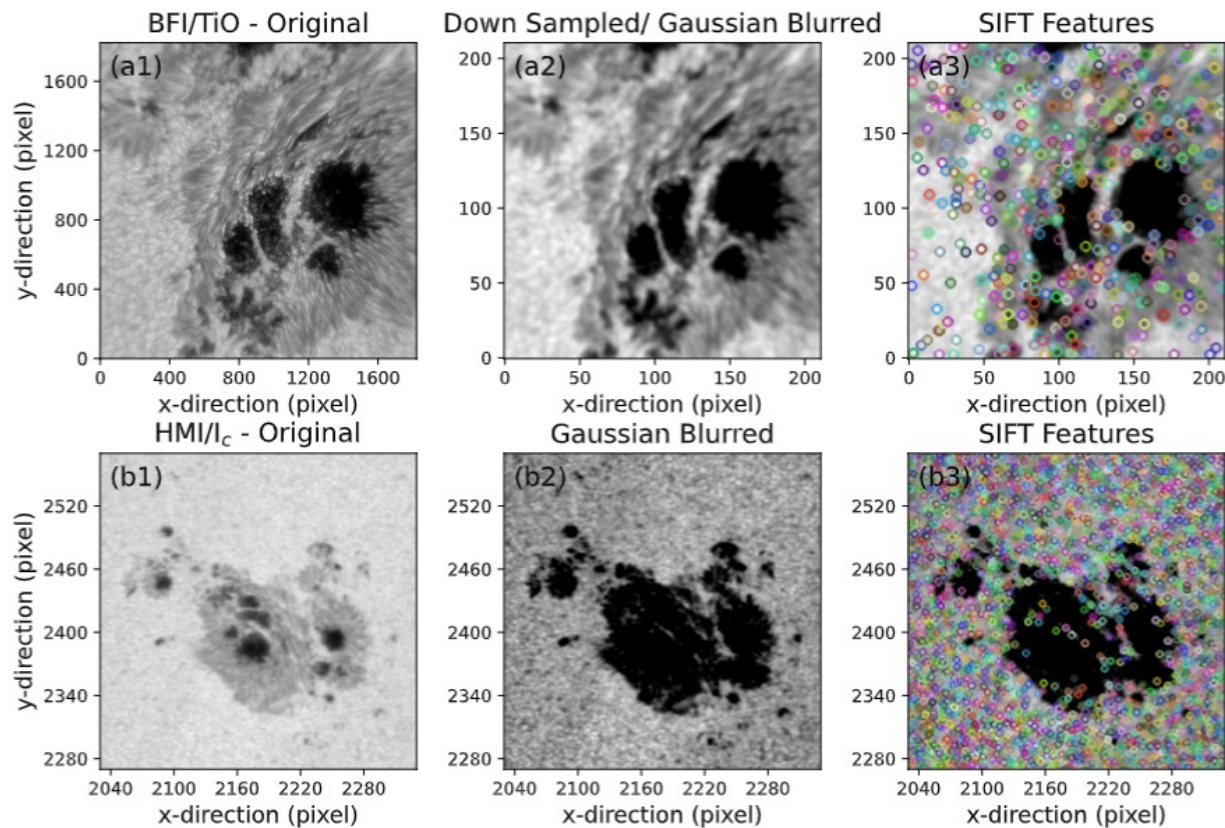 BFI/TiO - Original
Down Sampled/ Gaussian Blurred
SIFT Features
(a1)
(a2)
(a3)
y-direction (pixel)
1600
1200
800
400
0
200
150
100
50
0
200
150
100
50
0
0 400 800 1200 1600
0 50 100 150 200
0 50 100 150 200
x-direction (pixel)
x-direction (pixel)
x-direction (pixel)
HMI/Ic - Original
Gaussian Blurred
SIFT Features
(b1)
(b2)
(b3)
y-direction (pixel)
2520
2460
2400
2340
2280
2520
2460
2400
2340
2280
2520
2460
2400
2340
2280
2040 2100 2160 2220 2280
2040 2100 2160 2220 2280
2040 2100 2160 2220 2280
x-direction (pixel)
x-direction (pixel)
x-direction (pixel)